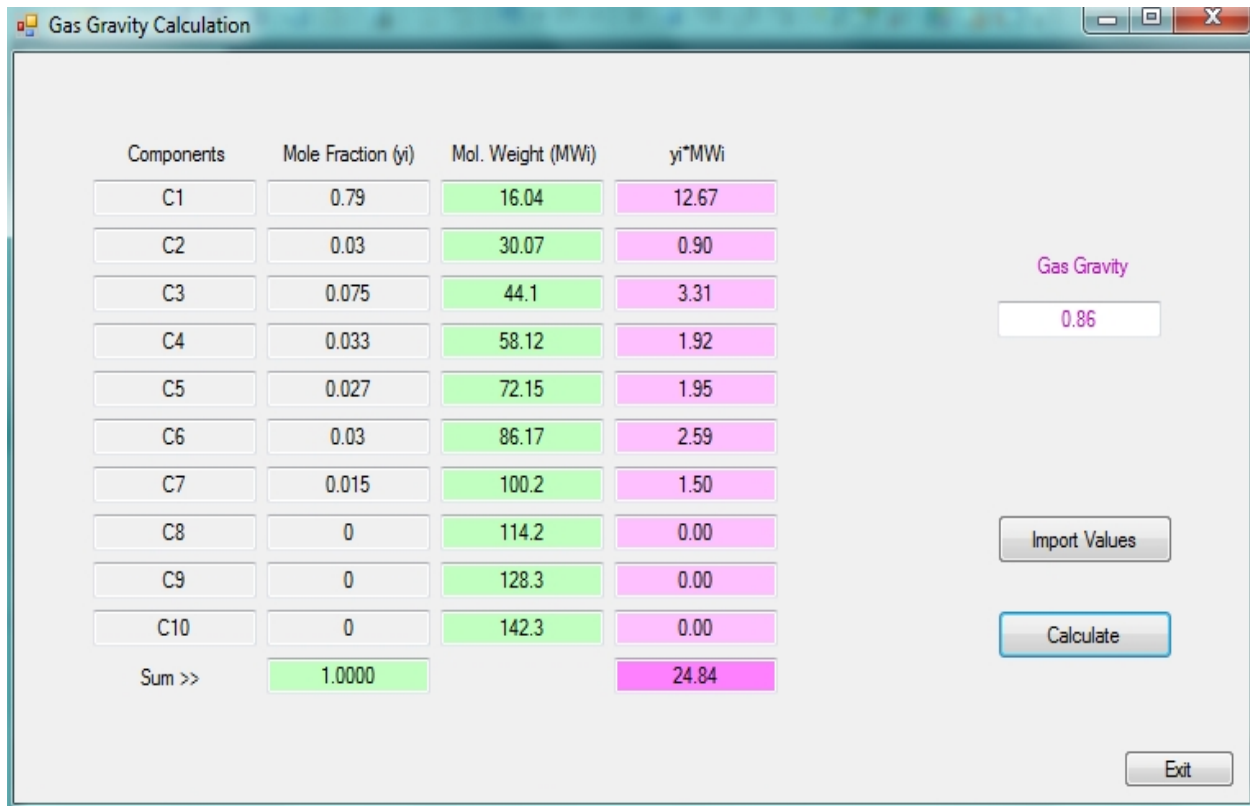 Gas Gravity Calculation
Components Mole Fraction (yi) Mol. Weight (MWi) yi*MWi
C1 0.79 16.04 12.67
C2 0.03 30.07 0.90
Gas Gravity
C3 0.075 44.1 3.31
0.86
C4 0.033 58.12 1.92
C5 0.027 72.15 1.95
C6 0.03 86.17 2.59
C7 0.015 100.2 1.50
C8 0 114.2 0.00
Import Values
C9 0 128.3 0.00
C10 0 142.3 0.00
Calculate
Sum >> 1.0000 24.84
Exit